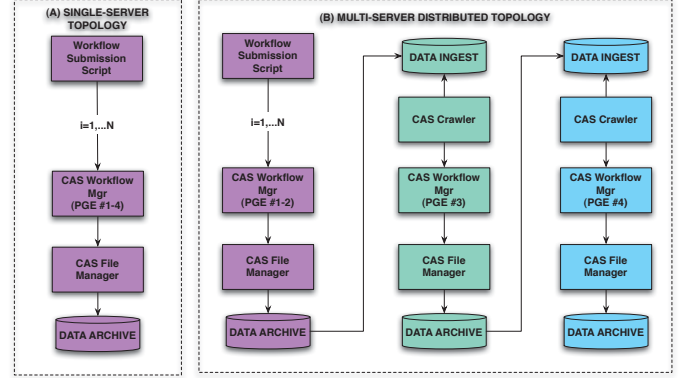 (A) SINGLE-SERVER
TOPOLOGY
Workflow
Submission
Script
i=1,...N
CAS Workflow
Mgr
(PGE #1-4)
CAS File
Manager
DATA ARCHIVE
(B) MULTI-SERVER DISTRIBUTED TOPOLOGY
Workflow
Submission
Script
i=1,...N
CAS Workflow
Mgr
(PGE #1-2)
CAS File
Manager
DATA ARCHIVE
DATA INGEST
CAS Crawler
CAS Workflow
Mgr
(PGE #3)
CAS File
Manager
DATA ARCHIVE
DATA INGEST
CAS Crawler
CAS Workflow
Mgr
(PGE #4)
CAS File
Manager
DATA ARCHIVE